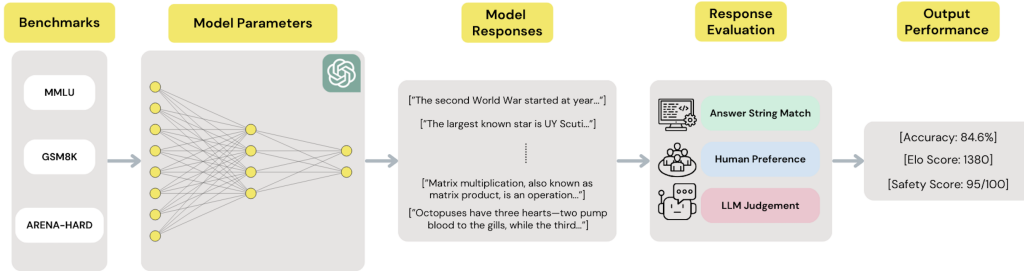 Benchmarks
Model Parameters
Model
Responses
Response
Evaluation
Output
Performance
MMLU
GSM8K
ARENA-HARD
["The second World War started at year..."]
["The largest known star is UY Scuti..."]
["Matrix multiplication, also known as
matrix product, is an operation..."]
["Octopuses have three hearts—two pump
blood to the gills, while the third..."]
Answer String Match
Human Preference
LLM Judgement
[Accuracy: 84.6%]
[Elo Score: 1380]
[Safety Score: 95/100]